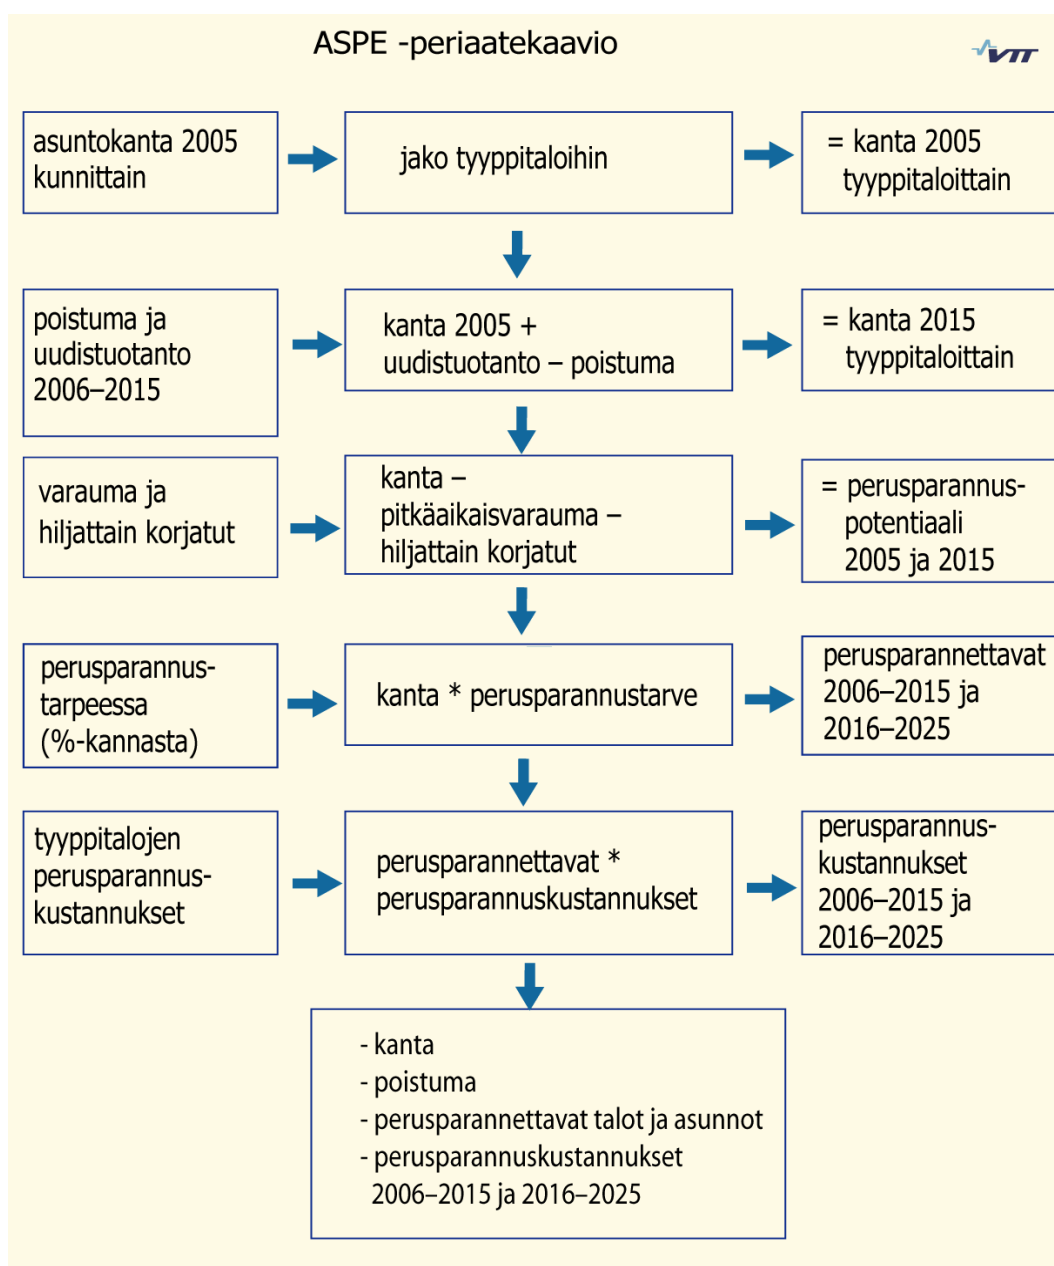 ASPE -periaatekaavio
VTT
asuntokanta 2005
kunnittain
jako tyyppitaloihin
= kanta 2005
tyyppitaloittain
poistuma ja
uudistuotanto
2006–2015
kanta 2005 +
uudistuotanto – poistuma
= kanta 2015
tyyppitaloittain
varauma ja
hiljattain korjatut
kanta –
pitkäaikaisvarauma –
hiljattain korjatut
= perusparannus-
potentiaali
2005 ja 2015
perusparannus-
tarpeessa
(%-kannasta)
kanta * perusparannustarve
perusparannettavat
2006–2015 ja
2016–2025
tyyppitalojen
perusparannus-
kustannukset
perusparannettavat *
perusparannuskustannukset
perusparannus-
kustannukset
2006–2015 ja
2016–2025
- kanta
- poistuma
- perusparannettavat talot ja asunnot
- perusparannuskustannukset
2006–2015 ja 2016–2025